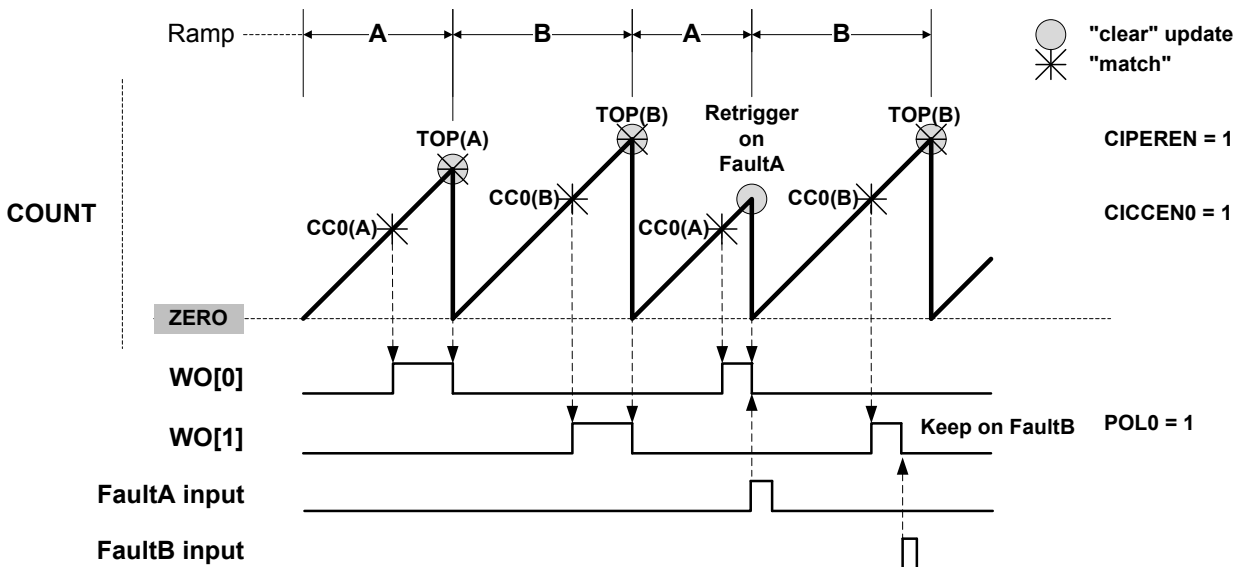 Ramp A B A B "clear" update
"match"
TOP(A) TOP(B) Retrigger TOP(B)
on
FaultA
CIPEREN = 1
COUNT CC0(A) CC0(B) CC0(A) CC0(B) CICCEN0 = 1
ZERO
WO[0]
WO[1] Keep on FaultB POL0 = 1
FaultA input
FaultB input